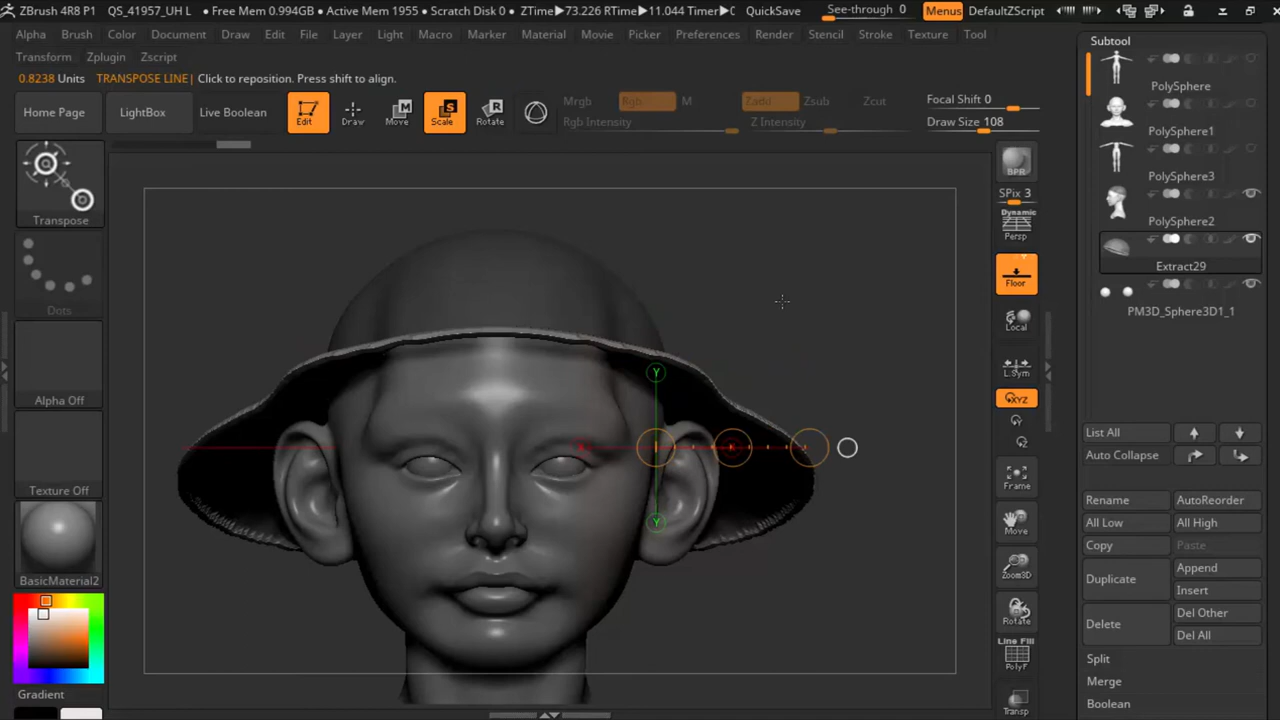 ZBrush 4R8 P1 QS_41957_UH L • Free Mem 0.994GB • Active Mem 1955 • Scratch Disk 0 • ZTime▶73.226 RTime▶11.044 Timer▶ QuickSave See-through 0 Menus DefaultZScript
Alpha Brush Color Document Draw Edit File Layer Light Macro Marker Material Movie Picker Preferences Render Stencil Stroke Texture Tool
Transform Zplugin Zscript
0.8238 Units TRANSPOSE LINE| Click to reposition. Press shift to align.
Home Page LightBox Live Boolean Edit Draw Move Scale Rotate
Mrgb Rgb M Zadd Zsub Zcut Focal Shift 0
Rgb Intensity Z Intensity Draw Size 108
Transpose
Dots
Alpha Off
Texture Off
BasicMaterial2
Gradient
Y
Y
BPR
SPix 3
Dynamic
Persp
Floor
Local
L.Sym
XYZ
Frame
Move
Zoom3D
Rotate
Line Fill
PolyF
Transp
Subtool
PolySphere
PolySphere1
PolySphere3
PolySphere2
Extract29
PM3D_Sphere3D1_1
List All
Auto Collapse
Rename AutoReorder
All Low All High
Copy Paste
Duplicate Append
Insert
Delete Del Other
Del All
Split
Merge
Boolean